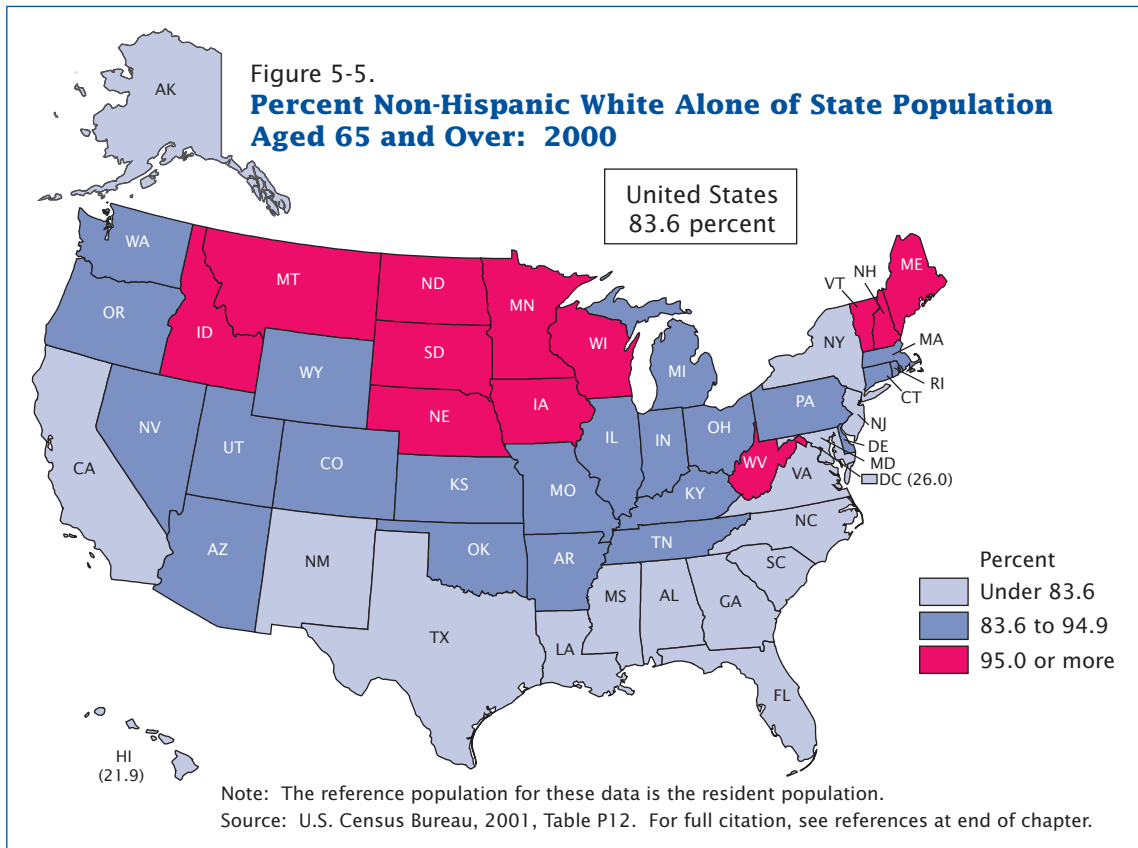 Figure 5-5.
Percent Non-Hispanic White Alone of State Population
Aged 65 and Over: 2000
United States
83.6 percent
AK
WA
MT
ND
MN
ME
NH
VT
OR
ID
SD
WI
NY
MA
WY
MI
RI
CT
NE
IA
PA
NJ
NV
UT
CO
IL
IN
OH
DE
MD
CA
WV
DC (26.0)
VA
KS
MO
KY
NC
AZ
NM
OK
AR
TN
SC
MS
AL
GA
TX
LA
FL
HI
(21.9)
Percent
Under 83.6
83.6 to 94.9
95.0 or more
Note: The reference population for these data is the resident population.
Source: U.S. Census Bureau, 2001, Table P12. For full citation, see references at end of chapter.